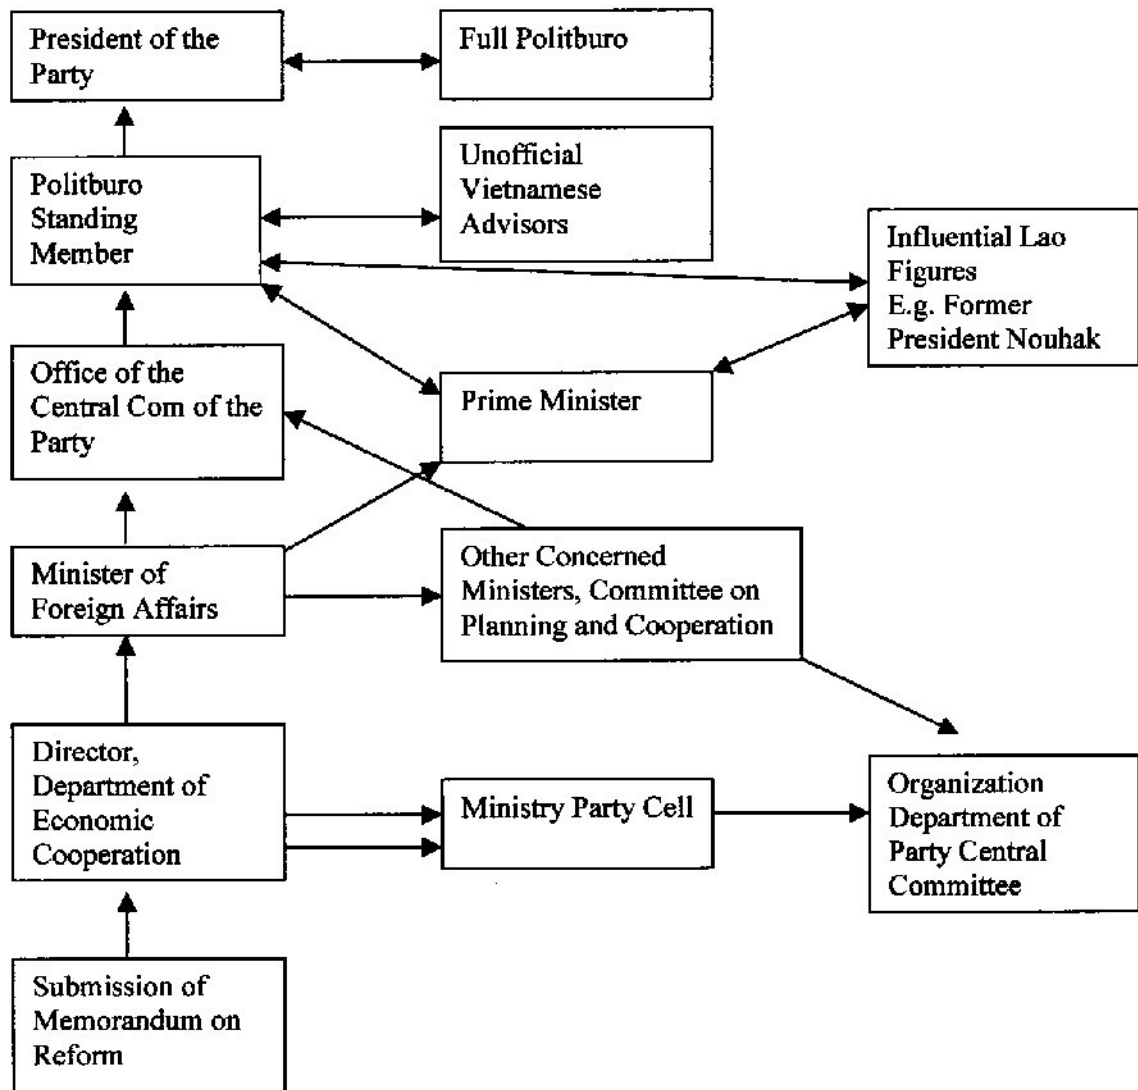 President of the
Party
Full Politburo
Politburo
Standing
Member
Unofficial
Vietnamese
Advisors
Influential Lao
Figures
E.g. Former
President Nouhak
Office of the
Central Com of the
Party
Prime Minister
Minister of
Foreign Affairs
Other Concerned
Ministers, Committee on
Planning and Cooperation
Director,
Department of
Economic
Cooperation
Ministry Party Cell
Organization
Department of
Party Central
Committee
Submission of
Memorandum on
Reform